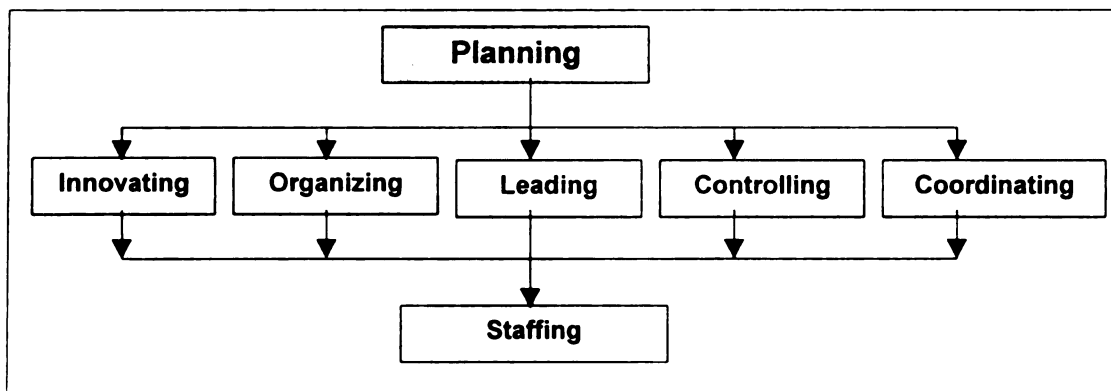 Planning
Innovating
Organizing
Leading
Controlling
Coordinating
Staffing